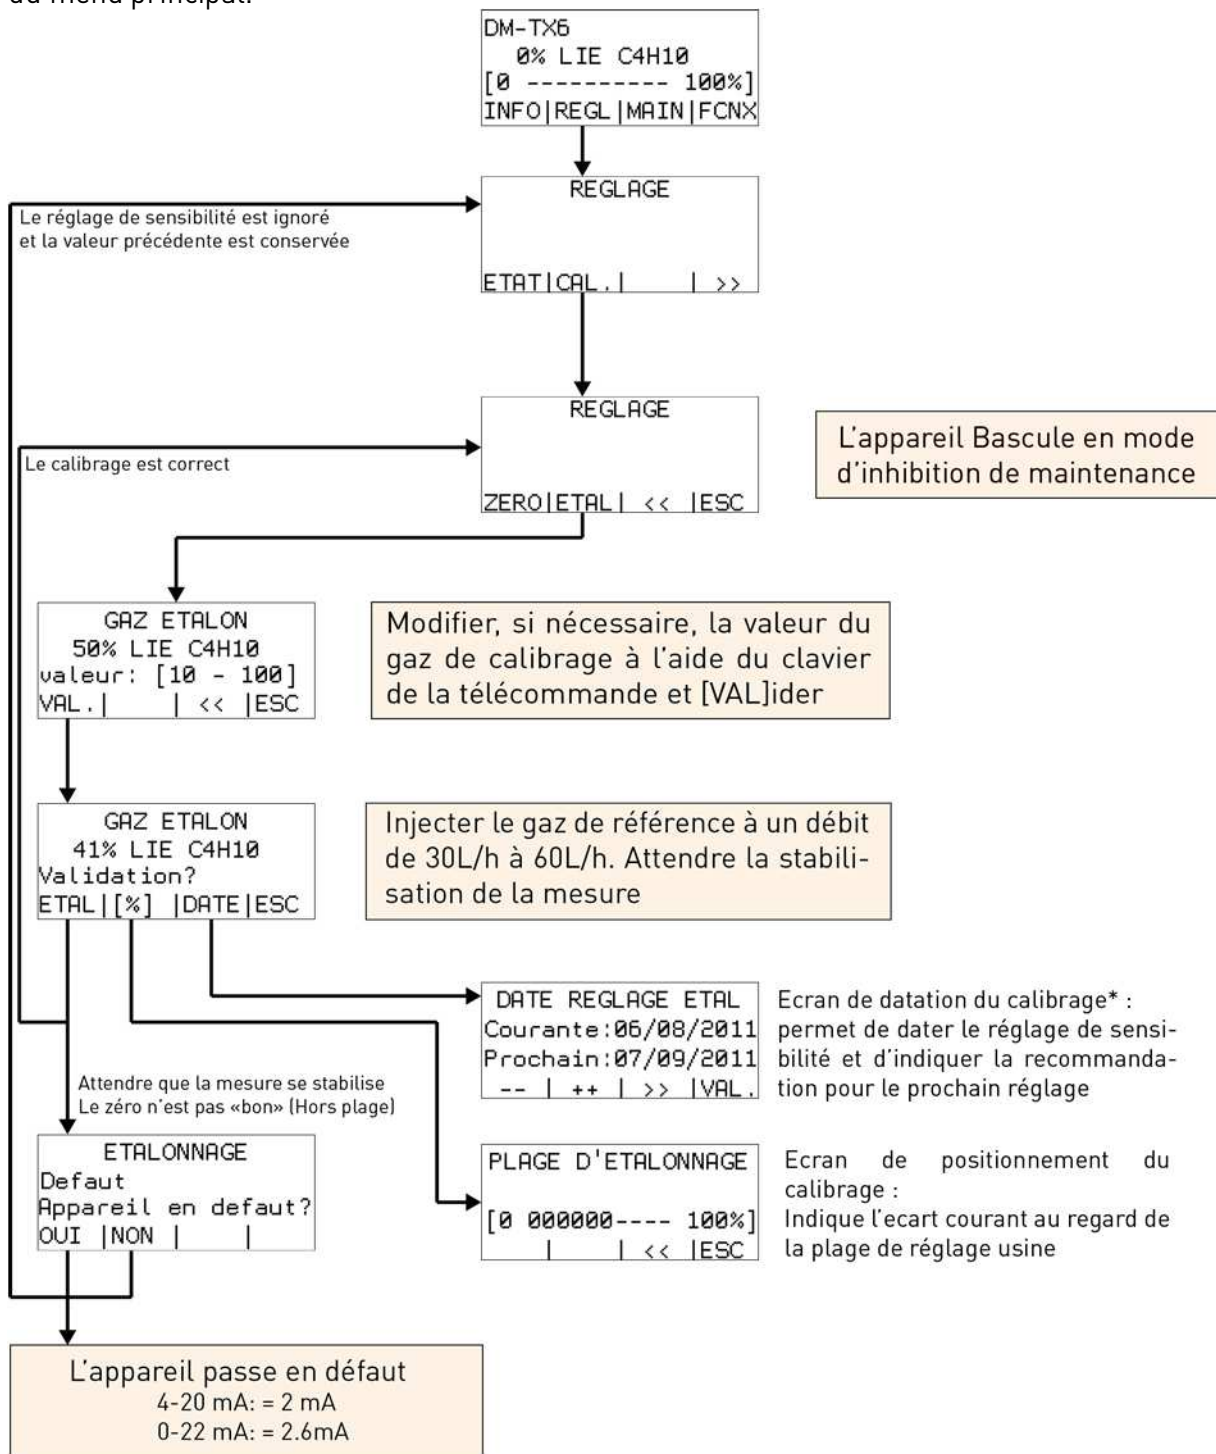 du menu principal.
DM-TX6
0% LIE C4H10
[0 ---------- 100%]
INFO|REGL|MAIN|FCNX
REGLAGE
Le réglage de sensibilité est ignoré
et la valeur précédente est conservée
ETAT|CAL.| | >>
REGLAGE
Le calibrage est correct
ZERO|ETAL| << |ESC
L'appareil Bascule en mode
d'inhibition de maintenance
GAZ ETALON
50% LIE C4H10
valeur: [10 - 100]
VAL.| | << |ESC
Modifier, si nécessaire, la valeur du
gaz de calibrage à l'aide du clavier
de la télécommande et [VAL]ider
GAZ ETALON
41% LIE C4H10
Validation?
ETAL|[%] |DATE|ESC
Injecter le gaz de référence à un débit
de 30L/h à 60L/h. Attendre la stabili-
sation de la mesure
DATE REGLAGE ETAL
Courante:06/08/2011
Prochain:07/09/2011
-- | ++ | >> |VAL.
Ecran de datation du calibrage* :
permet de dater le réglage de sensi-
bilité et d'indiquer la recommanda-
tion pour le prochain réglage
Attendre que la mesure se stabilise
Le zéro n'est pas «bon» (Hors plage)
ETALONNAGE
Defaut
Appareil en defaut?
OUI |NON | |
PLAGE D'ETALONNAGE
[0 000000---- 100%]
| | << |ESC
Ecran de positionnement du
calibrage :
Indique l'ecart courant au regard de
la plage de réglage usine
L'appareil passe en défaut
4-20 mA: = 2 mA
0-22 mA: = 2.6mA